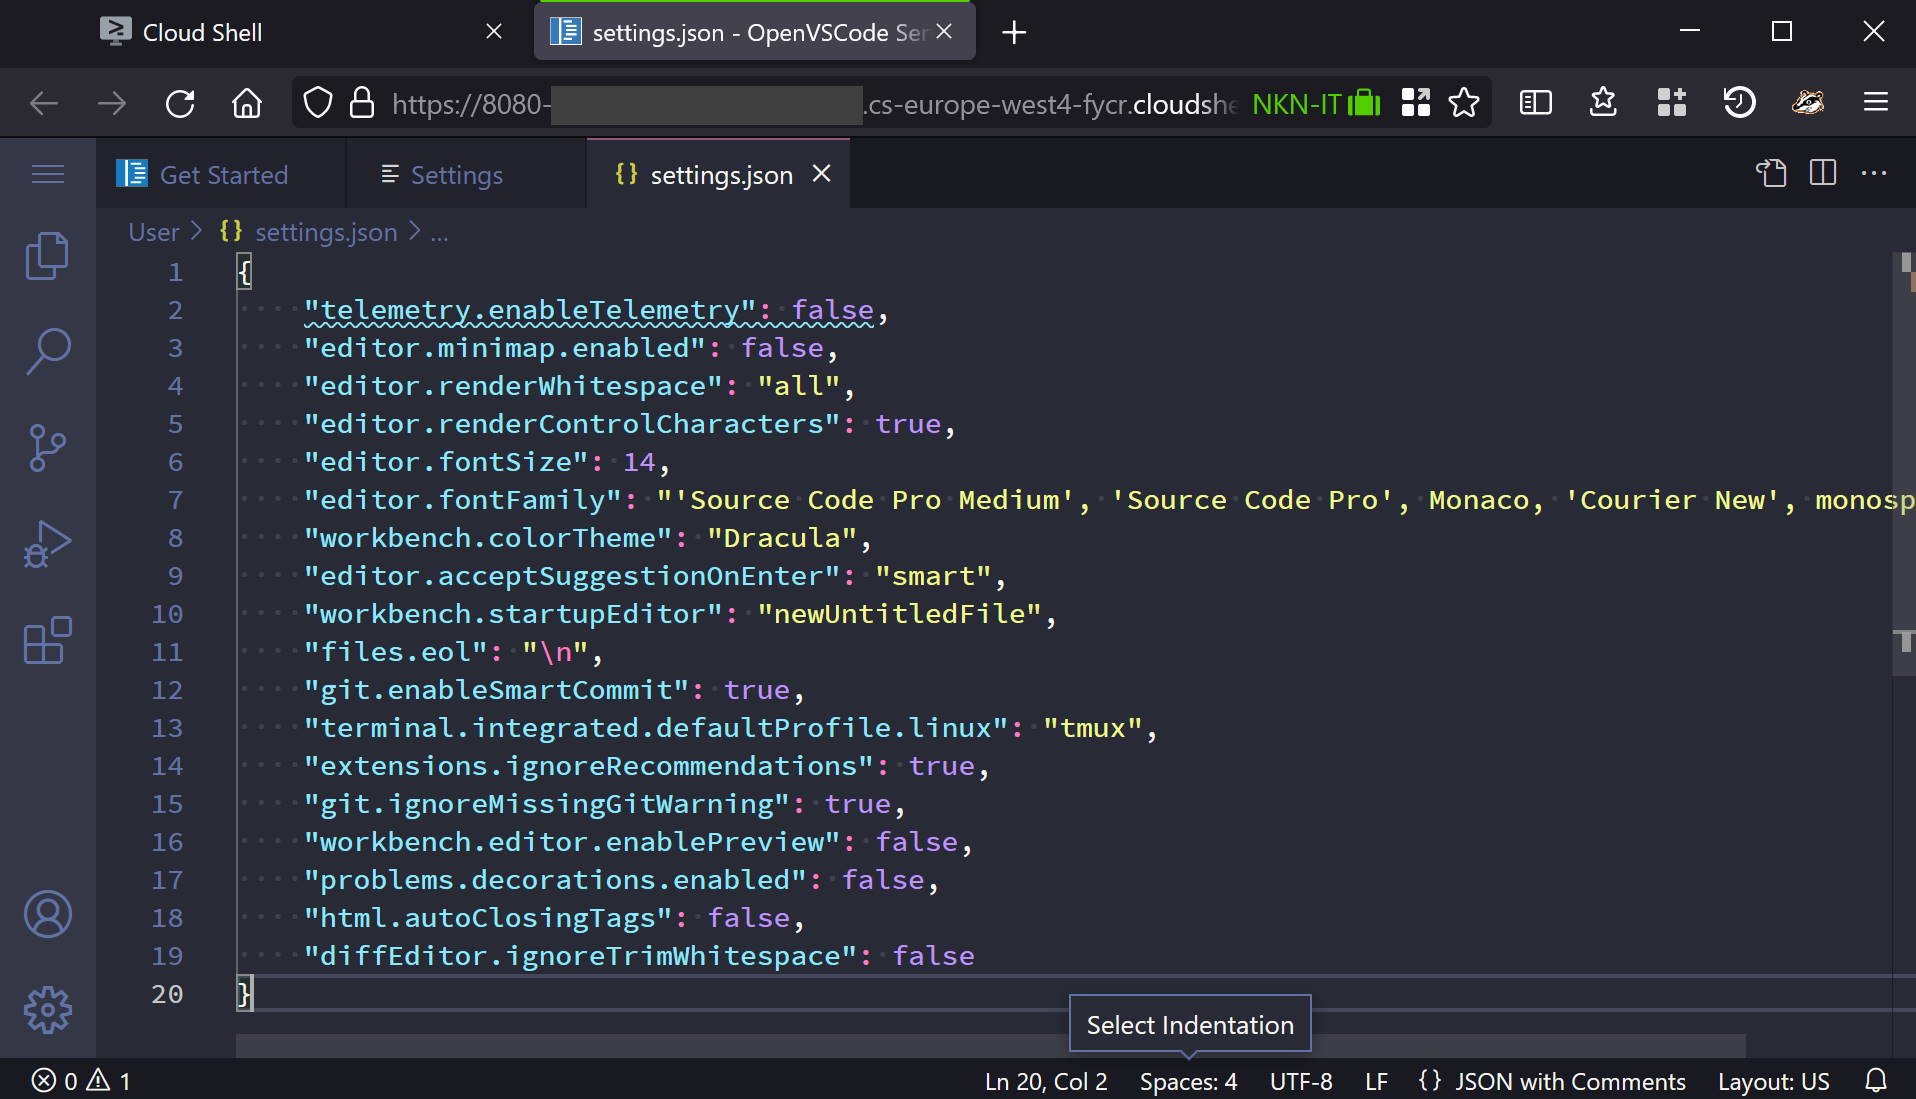 Cloud Shell
settings.json - OpenVSCode Ser
https://8080-
.cs-europe-west4-fycr.cloudshe
NKN-IT
Get Started
Settings
{} settings.json
User > {} settings.json > ...
1 {
2 "telemetry.enableTelemetry": false,
3 "editor.minimap.enabled": false,
4 "editor.renderWhitespace": "all",
5 "editor.renderControlCharacters": true,
6 "editor.fontSize": 14,
7 "editor.fontFamily": "'Source Code Pro Medium', 'Source Code Pro', Monaco, 'Courier New', monosp
8 "workbench.colorTheme": "Dracula",
9 "editor.acceptSuggestionOnEnter": "smart",
10 "workbench.startupEditor": "newUntitledFile",
11 "files.eol": "\n",
12 "git.enableSmartCommit": true,
13 "terminal.integrated.defaultProfile.linux": "tmux",
14 "extensions.ignoreRecommendations": true,
15 "git.ignoreMissingGitWarning": true,
16 "workbench.editor.enablePreview": false,
17 "problems.decorations.enabled": false,
18 "html.autoClosingTags": false,
19 "diffEditor.ignoreTrimWhitespace": false
20 }
Select Indentation
0 1
Ln 20, Col 2 Spaces: 4 UTF-8 LF {} JSON with Comments Layout: US